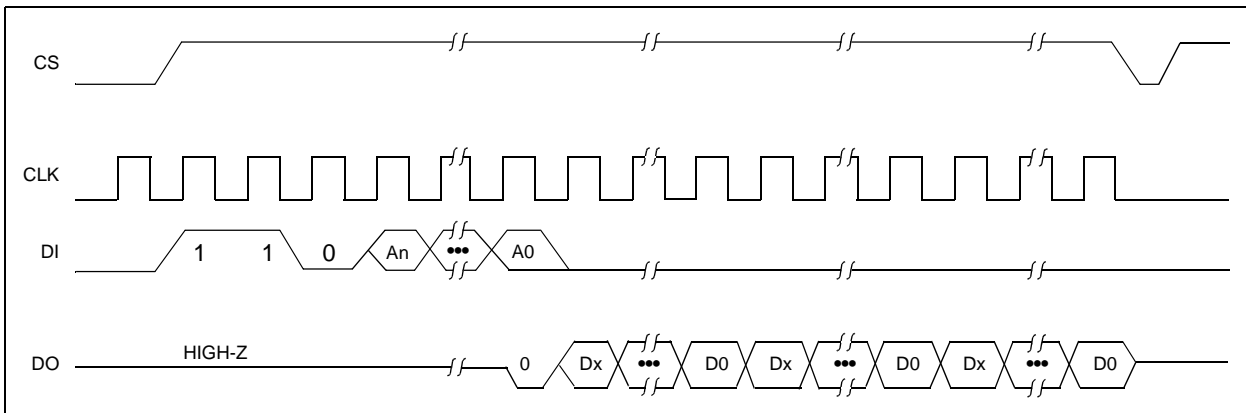 CS
CLK
DI 1 1 0 An ••• A0
HIGH-Z
DO 0 Dx ••• D0 Dx ••• D0 Dx ••• D0